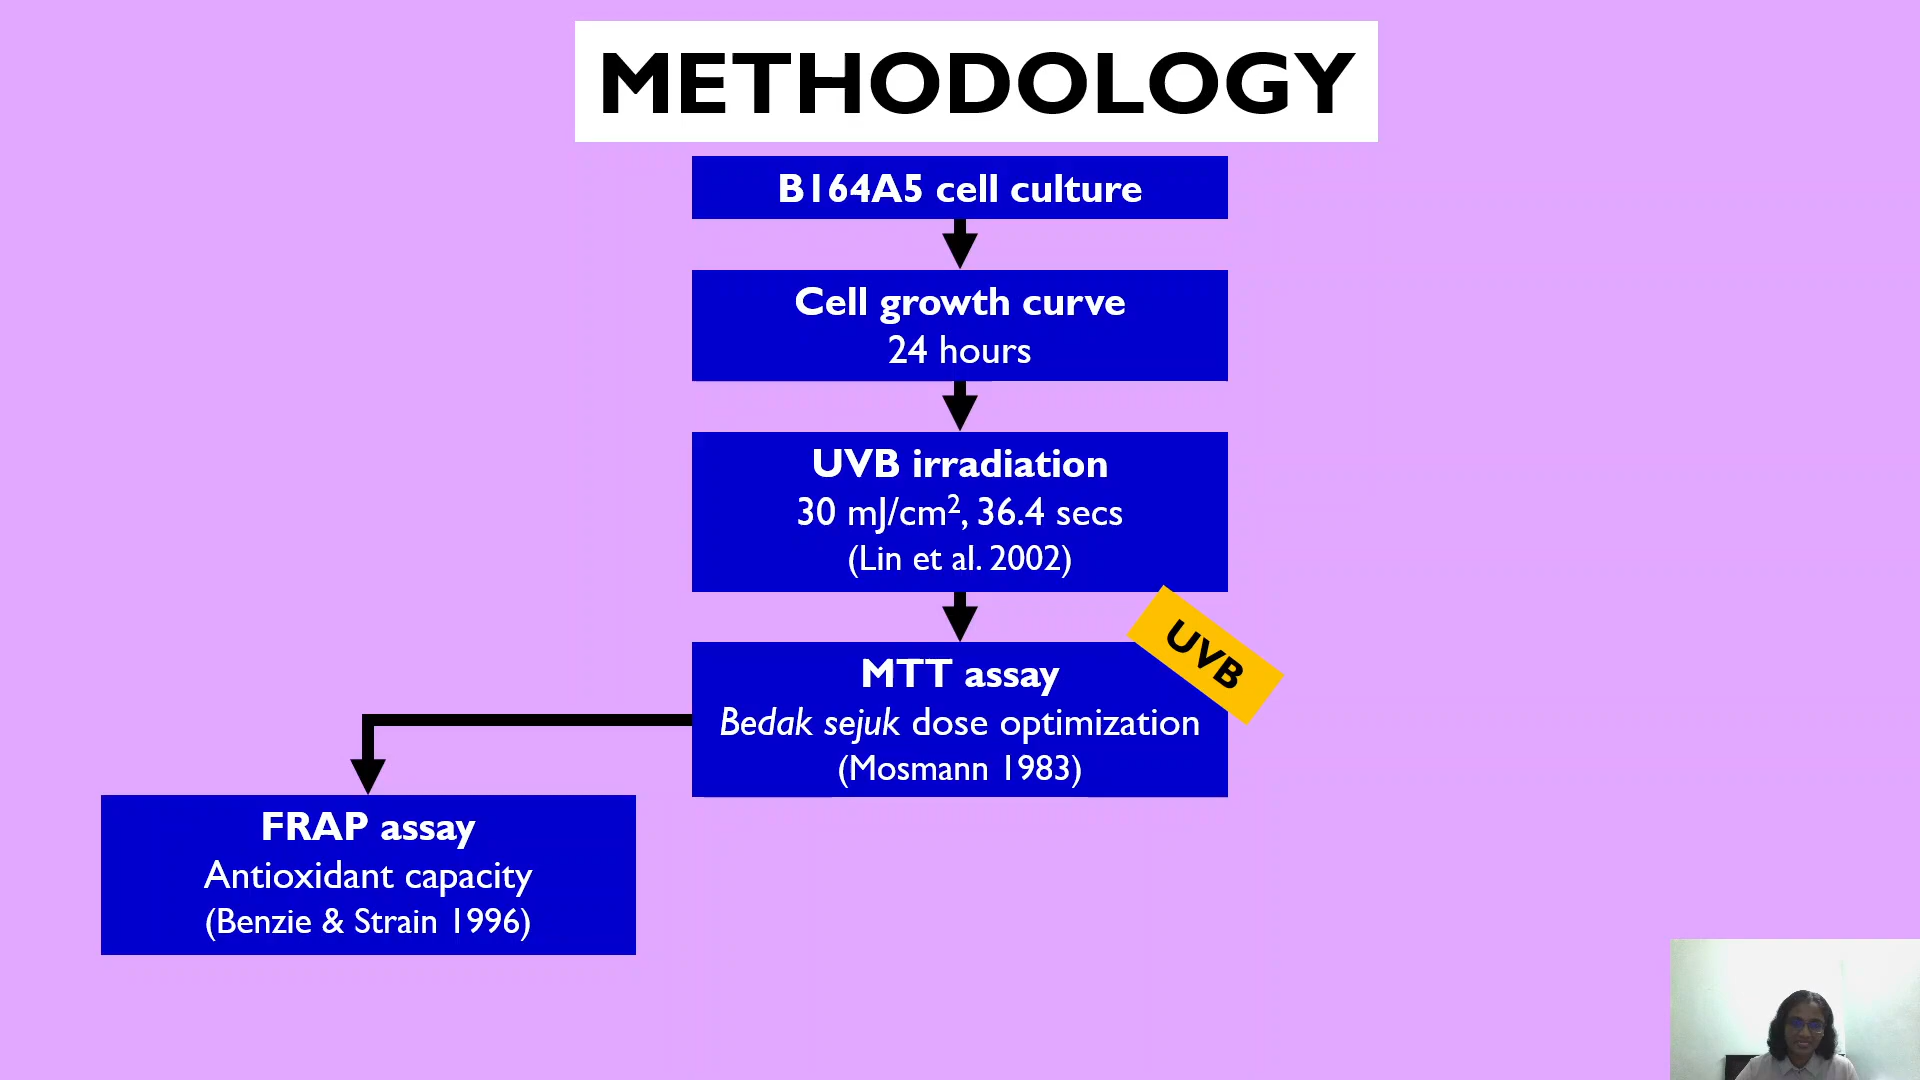 METHODOLOGY
B164A5 cell culture
Cell growth curve
24 hours
UVB irradiation
30 mJ/cm², 36.4 secs
(Lin et al. 2002)
UVB
MTT assay
Bedak sejuk dose optimization
(Mosmann 1983)
FRAP assay
Antioxidant capacity
(Benzie & Strain 1996)